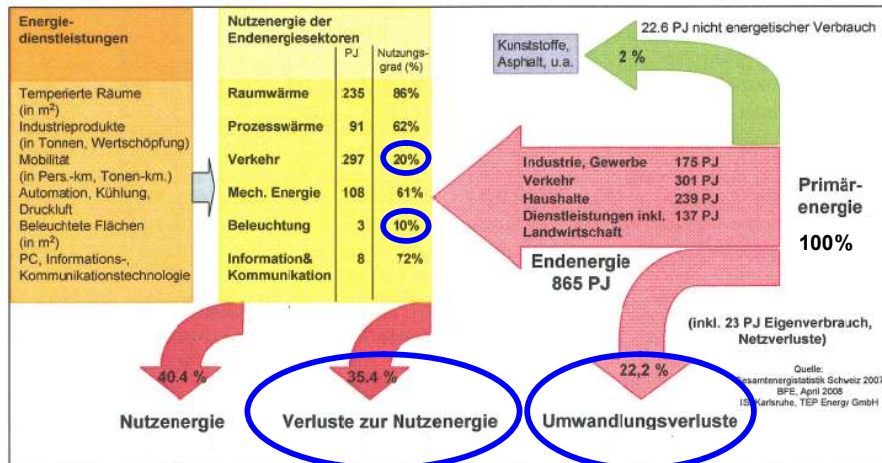 Energie-
dienstleistungen
Temperierte Räume
(in m²)
Industrieprodukte
(in Tonnen, Wertschöpfung)
Mobilität
(in Pers.-km, Tonen-km.)
Automation, Kühlung,
Druckluft
Beleuchtete Flächen
(in m²)
PC, Informations-,
Kommunikationstechnologie
Nutzenergie der
Endenergiesektoren
PJ Nutzungs-
grad (%)
Raumwärme 235 86%
Prozesswärme 91 62%
Verkehr 297 20%
Mech. Energie 108 61%
Beleuchtung 3 10%
Information& 8 72%
Kommunikation
22.6 PJ nicht energetischer Verbrauch
Kunststoffe,
Asphalt, u.a.
2 %
Industrie, Gewerbe 175 PJ
Verkehr 301 PJ
Haushalte 239 PJ
Dienstleistungen inkl. 137 PJ
Landwirtschaft
Endenergie
865 PJ
Primär-
energie
100%
(inkl. 23 PJ Eigenverbrauch,
Netzverluste)
40.4 %
35.4 %
22,2 %
Nutzenergie
Verluste zur Nutzenergie
Umwandlungsverluste
Quelle:
Schweiz 2007
BFE, April 2008
Karlsruhe, TEP Energy GmbH